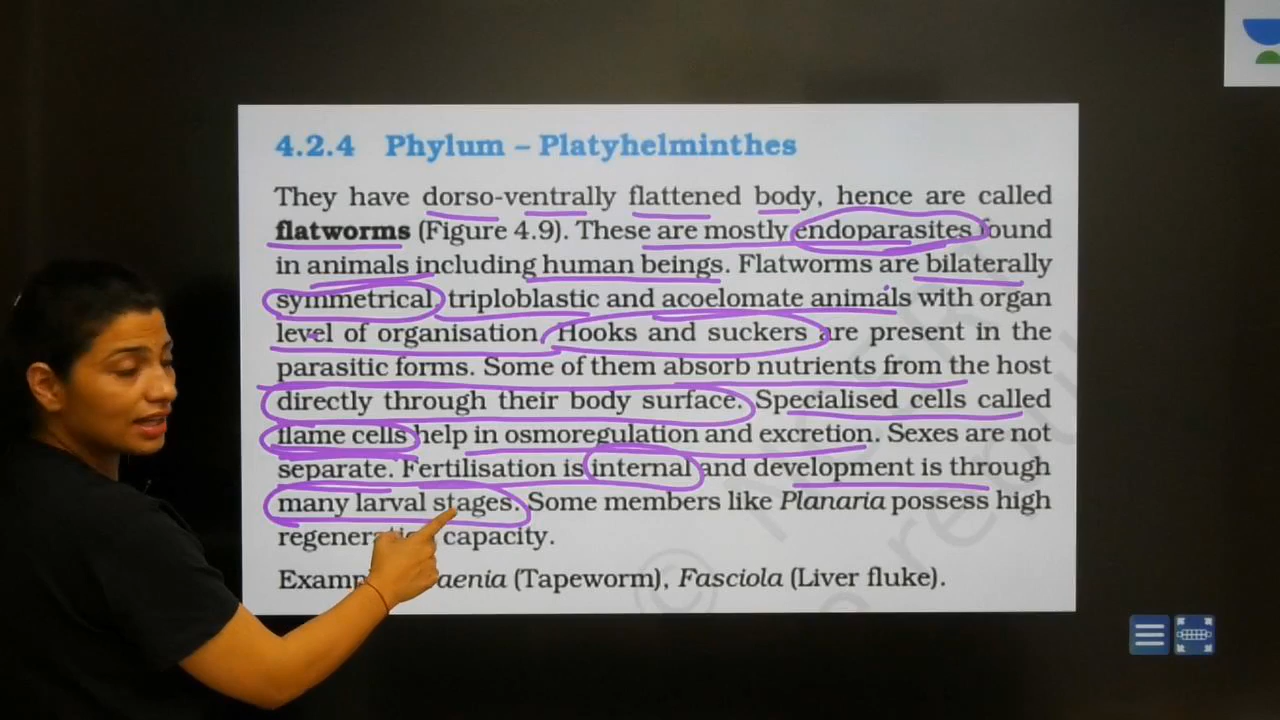 4.2.4 Phylum – Platyhelminthes
They have dorso-ventrally flattened body, hence are called
flatworms (Figure 4.9). These are mostly endoparasites found
in animals including human beings. Flatworms are bilaterally
symmetrical, triploblastic and acoelomate animals with organ
level of organisation. Hooks and suckers are present in the
parasitic forms. Some of them absorb nutrients from the host
directly through their body surface. Specialised cells called
flame cells help in osmoregulation and excretion. Sexes are not
separate. Fertilisation is internal and development is through
many larval stages. Some members like Planaria possess high
capacity.
(Tapeworm), Fasciola (Liver fluke).